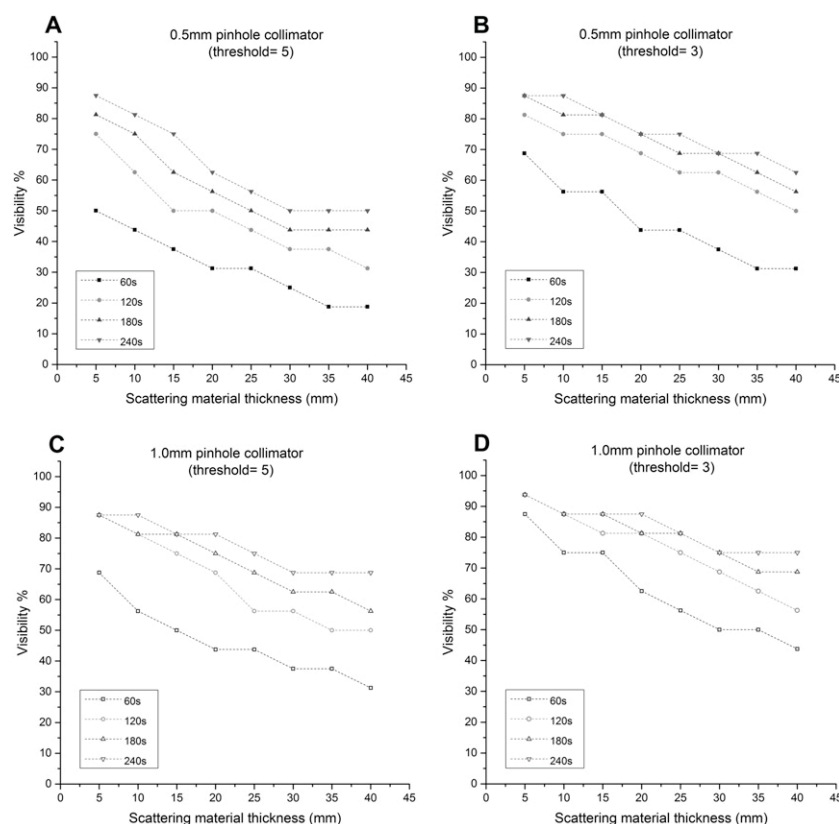 A
0.5mm pinhole collimator
(threshold= 5)
100
90
80
70
60
50
40
30
20
10
0
Visibility %
60s
120s
180s
240s
0 5 10 15 20 25 30 35 40 45
Scattering material thickness (mm)
B
0.5mm pinhole collimator
(threshold= 3)
100
90
80
70
60
50
40
30
20
10
0
Visibility %
60s
120s
180s
240s
0 5 10 15 20 25 30 35 40 45
Scattering material thickness (mm)
C
1.0mm pinhole collimator
(threshold= 5)
100
90
80
70
60
50
40
30
20
10
0
Visibility %
60s
120s
180s
240s
0 5 10 15 20 25 30 35 40 45
Scattering material thickness (mm)
D
1.0mm pinhole collimator
(threshold= 3)
100
90
80
70
60
50
40
30
20
10
0
Visibility %
60s
120s
180s
240s
0 5 10 15 20 25 30 35 40 45
Scattering material thickness (mm)